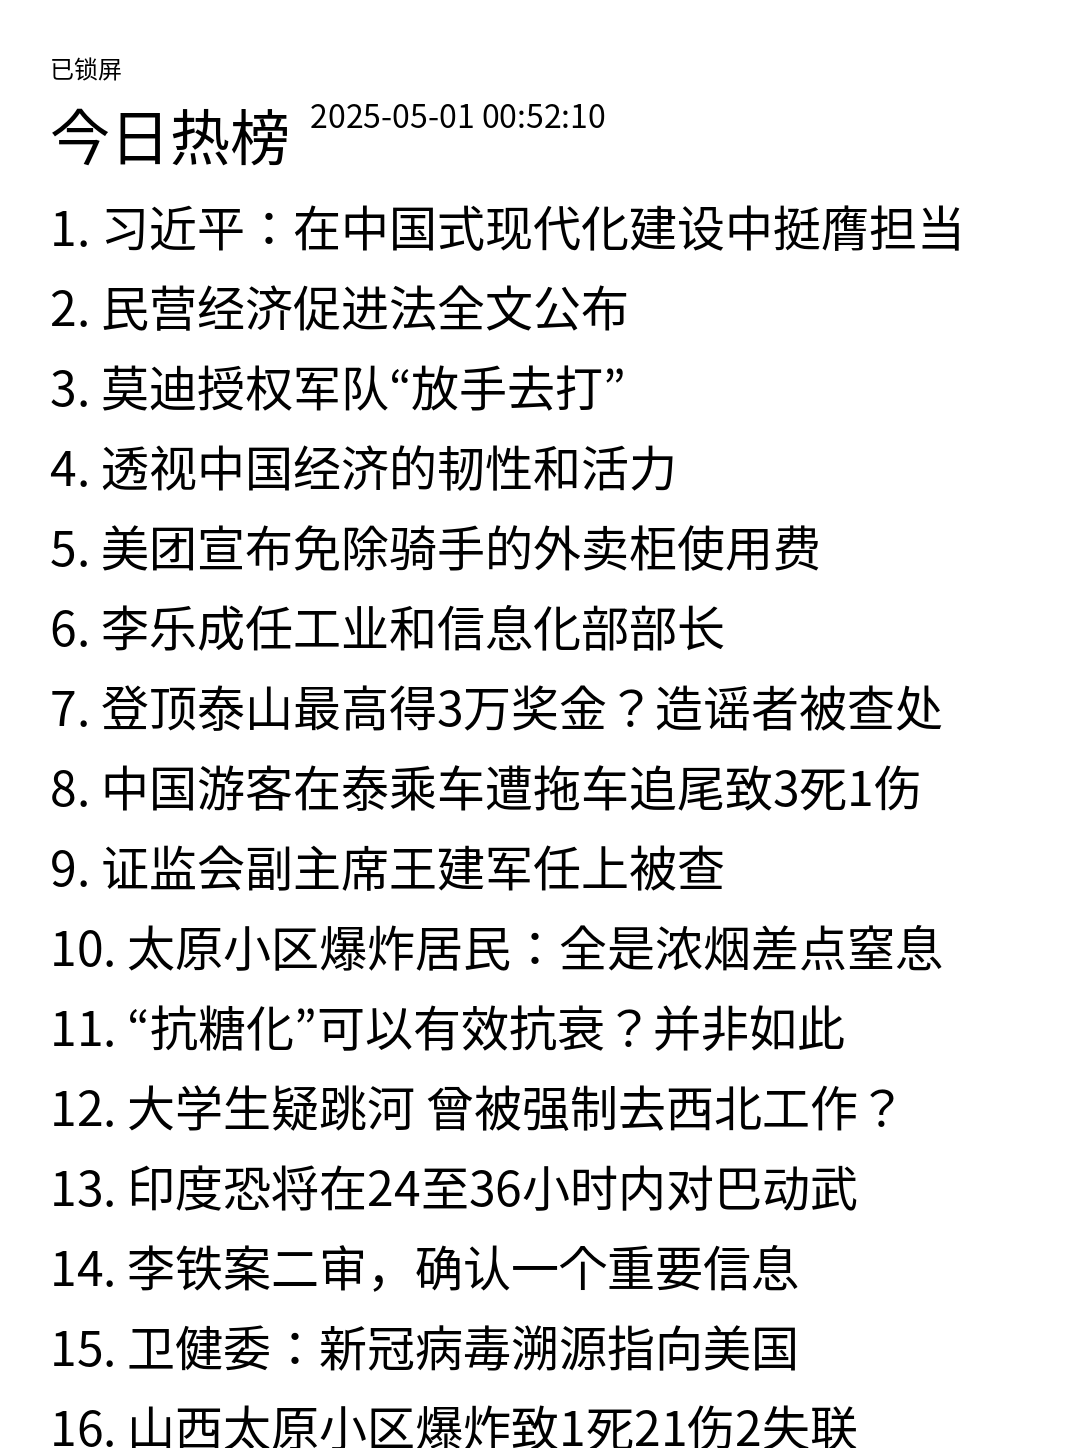 已锁屏
今日热榜 2025-05-01 00:52:10
1. 习近平：在中国式现代化建设中挺膺担当
2. 民营经济促进法全文公布
3. 莫迪授权军队“放手去打”
4. 透视中国经济的韧性和活力
5. 美团宣布免除骑手的外卖柜使用费
6. 李乐成任工业和信息化部部长
7. 登顶泰山最高得3万奖金？造谣者被查处
8. 中国游客在泰乘车遭拖车追尾致3死1伤
9. 证监会副主席王建军任上被查
10. 太原小区爆炸居民：全是浓烟差点窒息
11. “抗糖化”可以有效抗衰？并非如此
12. 大学生疑跳河 曾被强制去西北工作？
13. 印度恐将在24至36小时内对巴动武
14. 李铁案二审，确认一个重要信息
15. 卫健委：新冠病毒溯源指向美国
16. 山西太原小区爆炸致1死21伤2失联